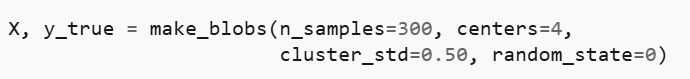 X, y_true = make_blobs(n_samples=300, centers=4,
cluster_std=0.50, random_state=0)